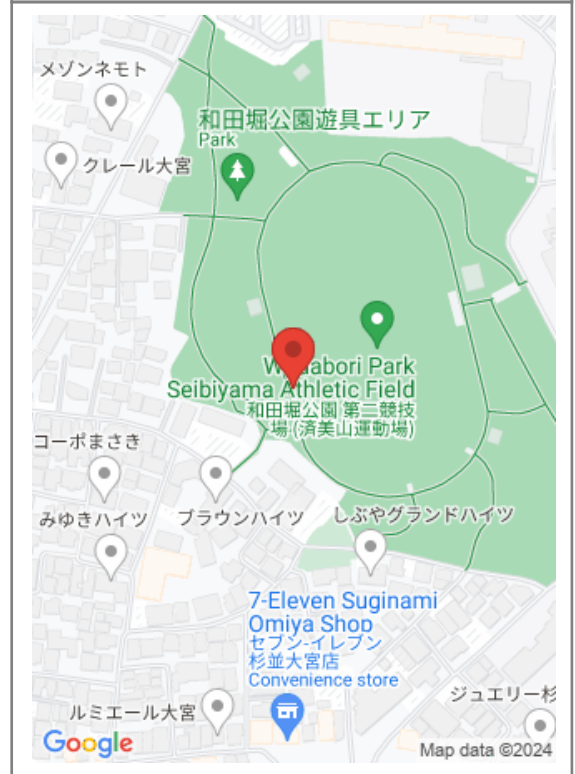 メゾンネモト
和田堀公園遊具エリア
Park
クレール大宮
Wadabori Park
Seibiyama Athletic Field
和田堀公園 第二競技
場 (済美山運動場)
コーポまさき
みゆきハイツ
ブラウンハイツ
しぶやグランドハイツ
7-Eleven Suginami
Omiya Shop
セブン-イレブン
杉並大宮店
Convenience store
ジュエリー杉
ルミエール大宮
Google
Map data ©2024